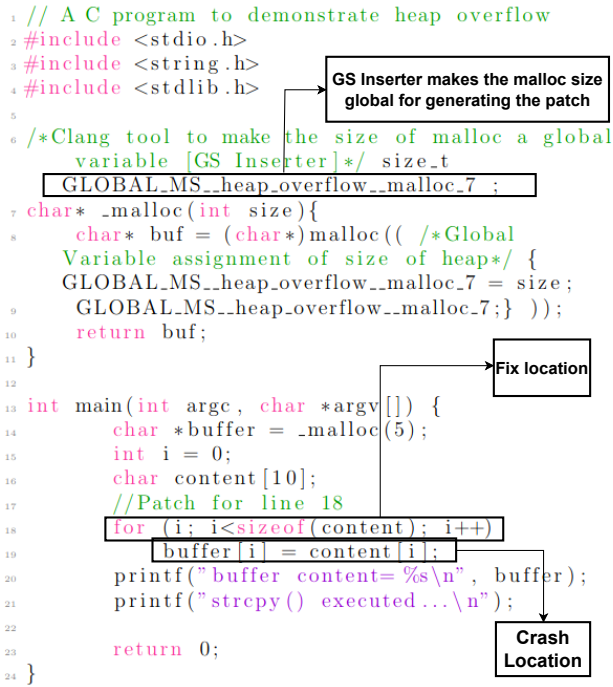 1 // A C program to demonstrate heap overflow
2 #include <stdio.h>
3 #include <string.h>
4 #include <stdlib.h>
GS Inserter makes the malloc size
global for generating the patch
5
6 /*Clang tool to make the size of malloc a global
variable [GS Inserter]*/ size_t
GLOBAL_MS__heap_overflow__malloc_7 ;
7 char* _malloc(int size){
8 char* buf = (char*)malloc(( /*Global
Variable assignment of size of heap*/ {
GLOBAL_MS__heap_overflow__malloc_7 = size;
9 GLOBAL_MS__heap_overflow__malloc_7;} ));
10 return buf;
11 }
Fix location
12
13 int main(int argc, char *argv[]) {
14 char *buffer = _malloc(5);
15 int i = 0;
16 char content[10];
17 //Patch for line 18
18 for (i; i<sizeof(content); i++)
19 buffer[i] = content[i];
20 printf("buffer content= %s\n", buffer);
21 printf("strcpy() executed...\n");
22
23 return 0;
24 }
Crash
Location